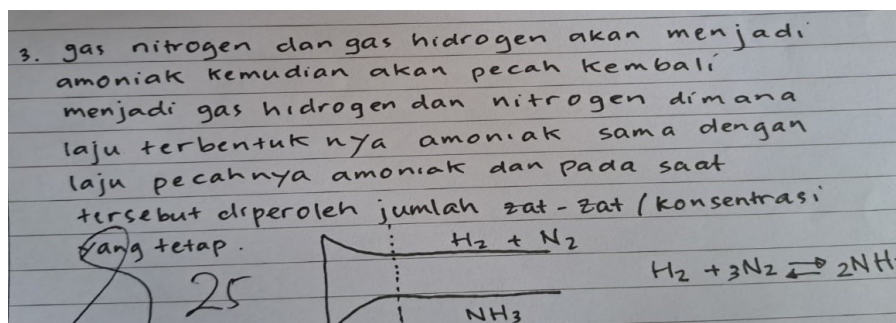 3. gas nitrogen dan gas hidrogen akan menjadi
amoniak kemudian akan pecah kembali
menjadi gas hidrogen dan nitrogen dimana
laju terbentuk nya amoniak sama dengan
laju pecahnya amoniak dan pada saat
tersebut diperoleh jumlah zat-zat / konsentrasi
yang tetap.
H₂ + N₂
H₂ + 3N₂ ⇌ 2NH
25
NH₃